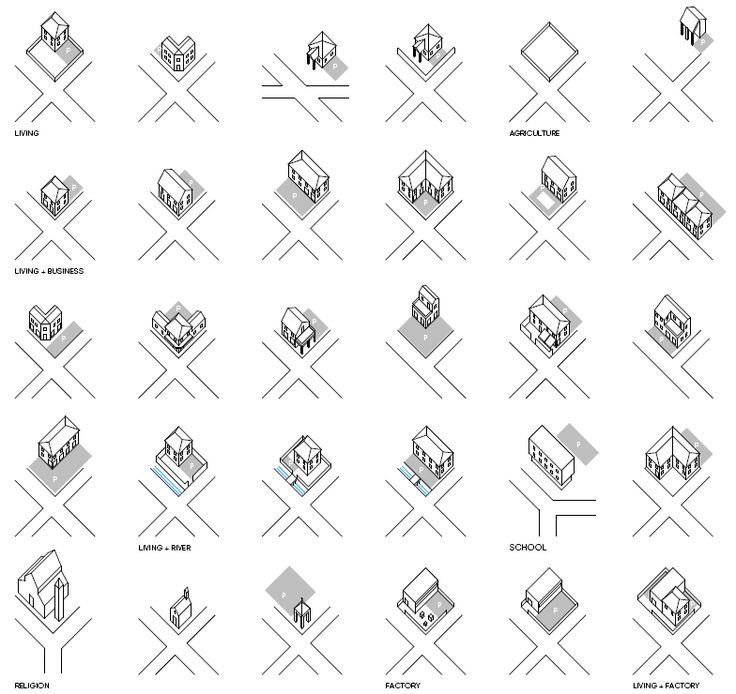 P P P P P
LIVING
AGRICULTURE
P P P P P P
LIVING + BUSINESS
P P P P P P
P P P P P
LIVING + RIVER
SCHOOL
P P P
RELIGION
FACTORY
LIVING + FACTORY